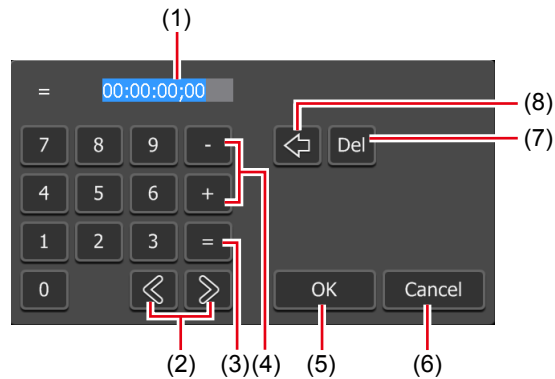 (1)
= 00:00:00;00
(8)
7 8 9 - Del
(7)
4 5 6 +
1 2 3 =
0 OK Cancel
(2) (3) (4) (5) (6)